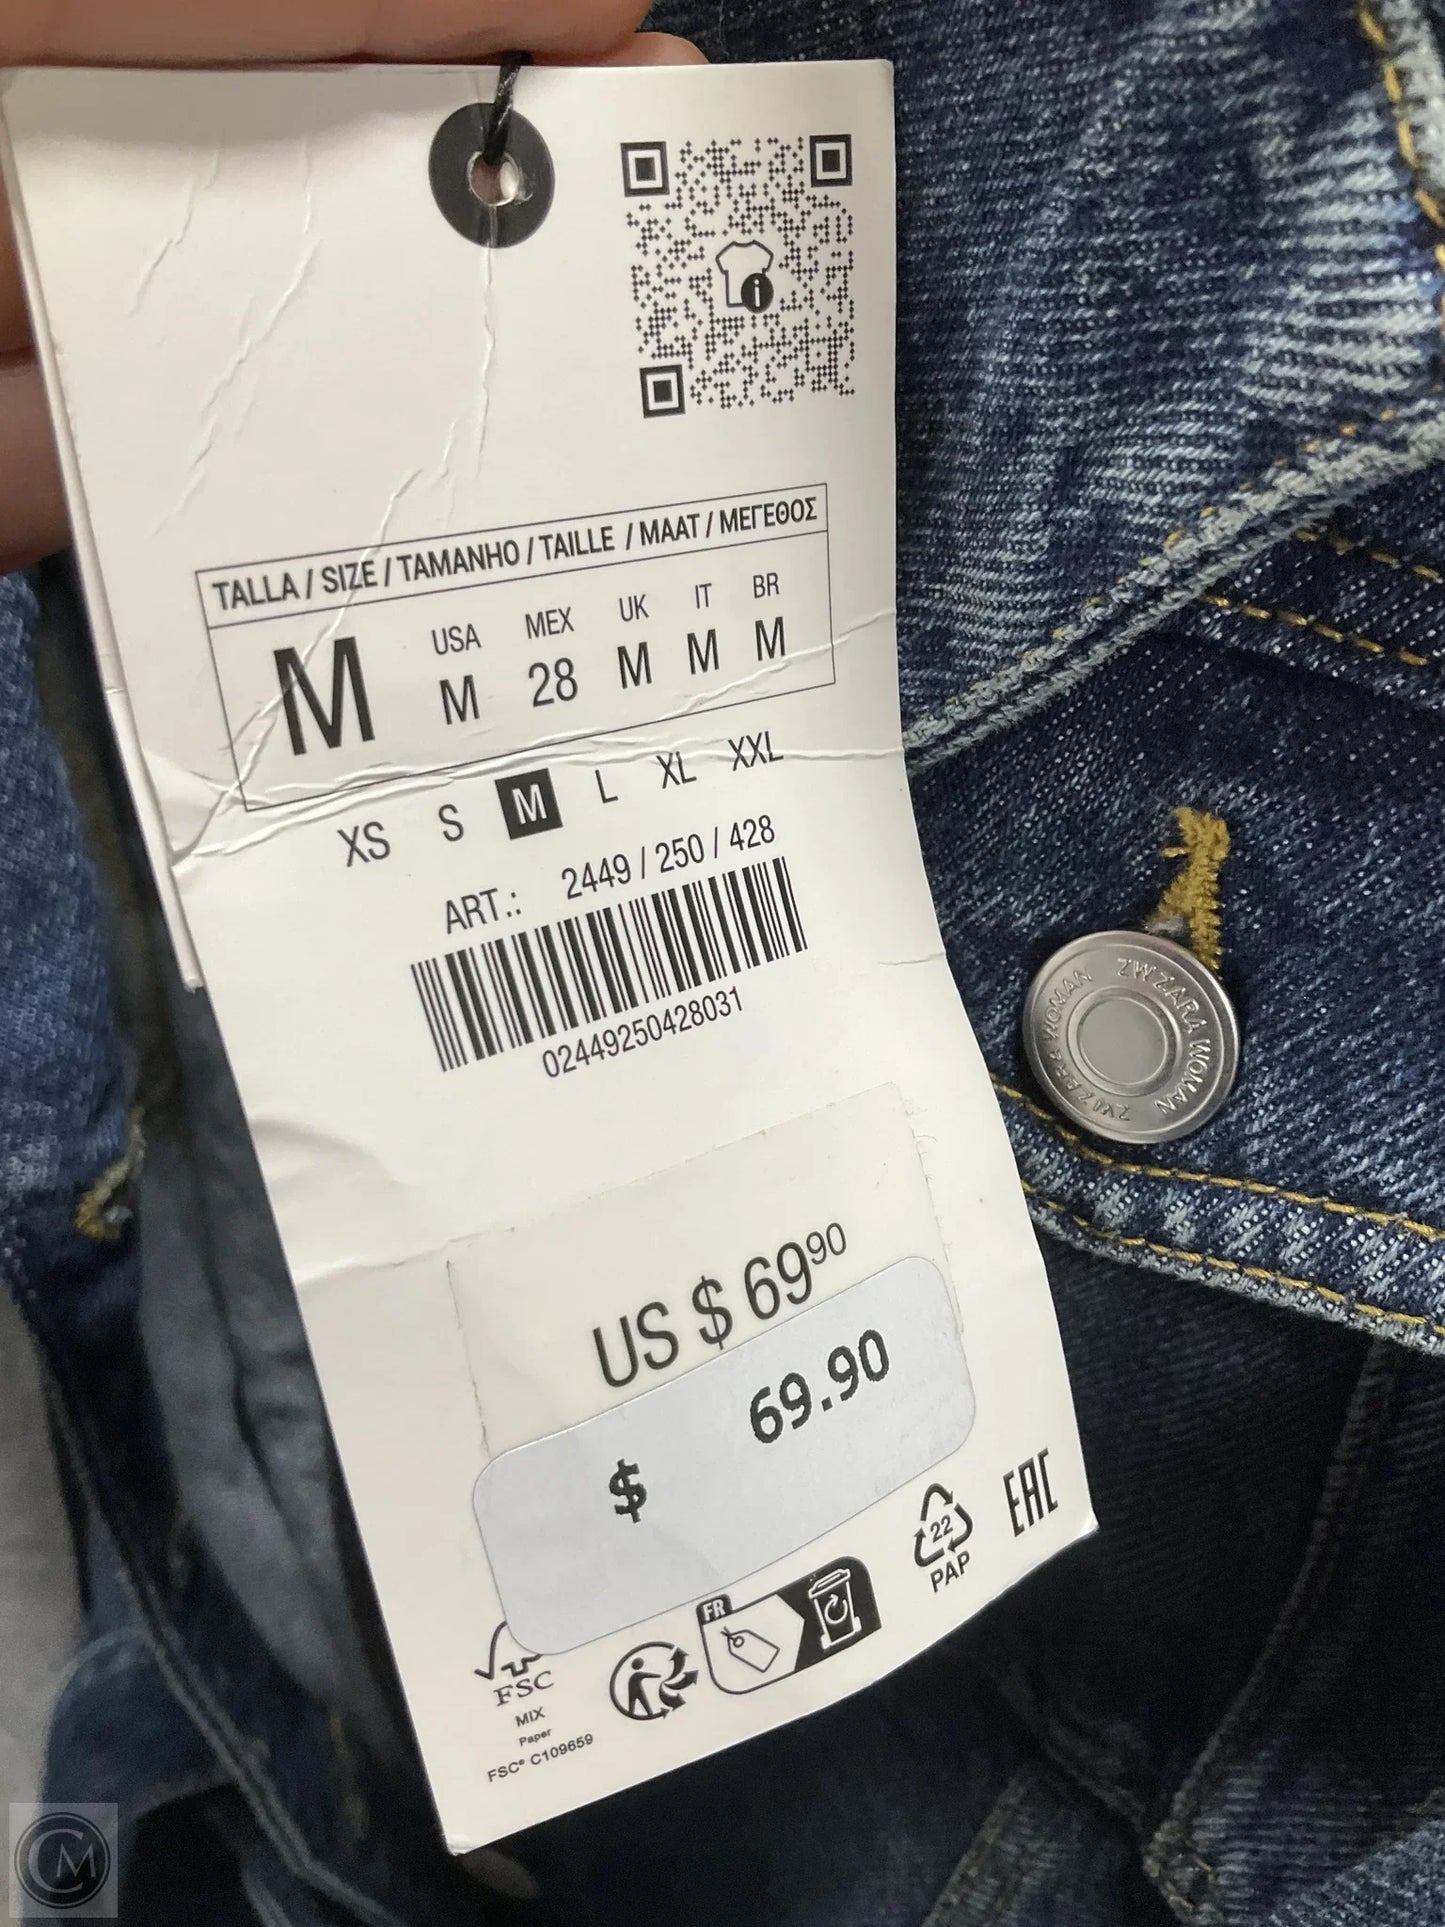 TALLA / SIZE / TAMANHO / TAILLE / MAAT / ΜΕΓΕΘΟΣ
M
USA MEX UK IT BR
M 28 M M M
XS S M L XL XXL
ART.: 2449 / 250 / 428
02449250428031
US $ 69⁹⁰
$ 69.90
22
PAP
EAC
FR
FSC
MIX
Paper
FSC® C109659
ZW ZARA WOMAN ZW ZARA WOMAN
CM